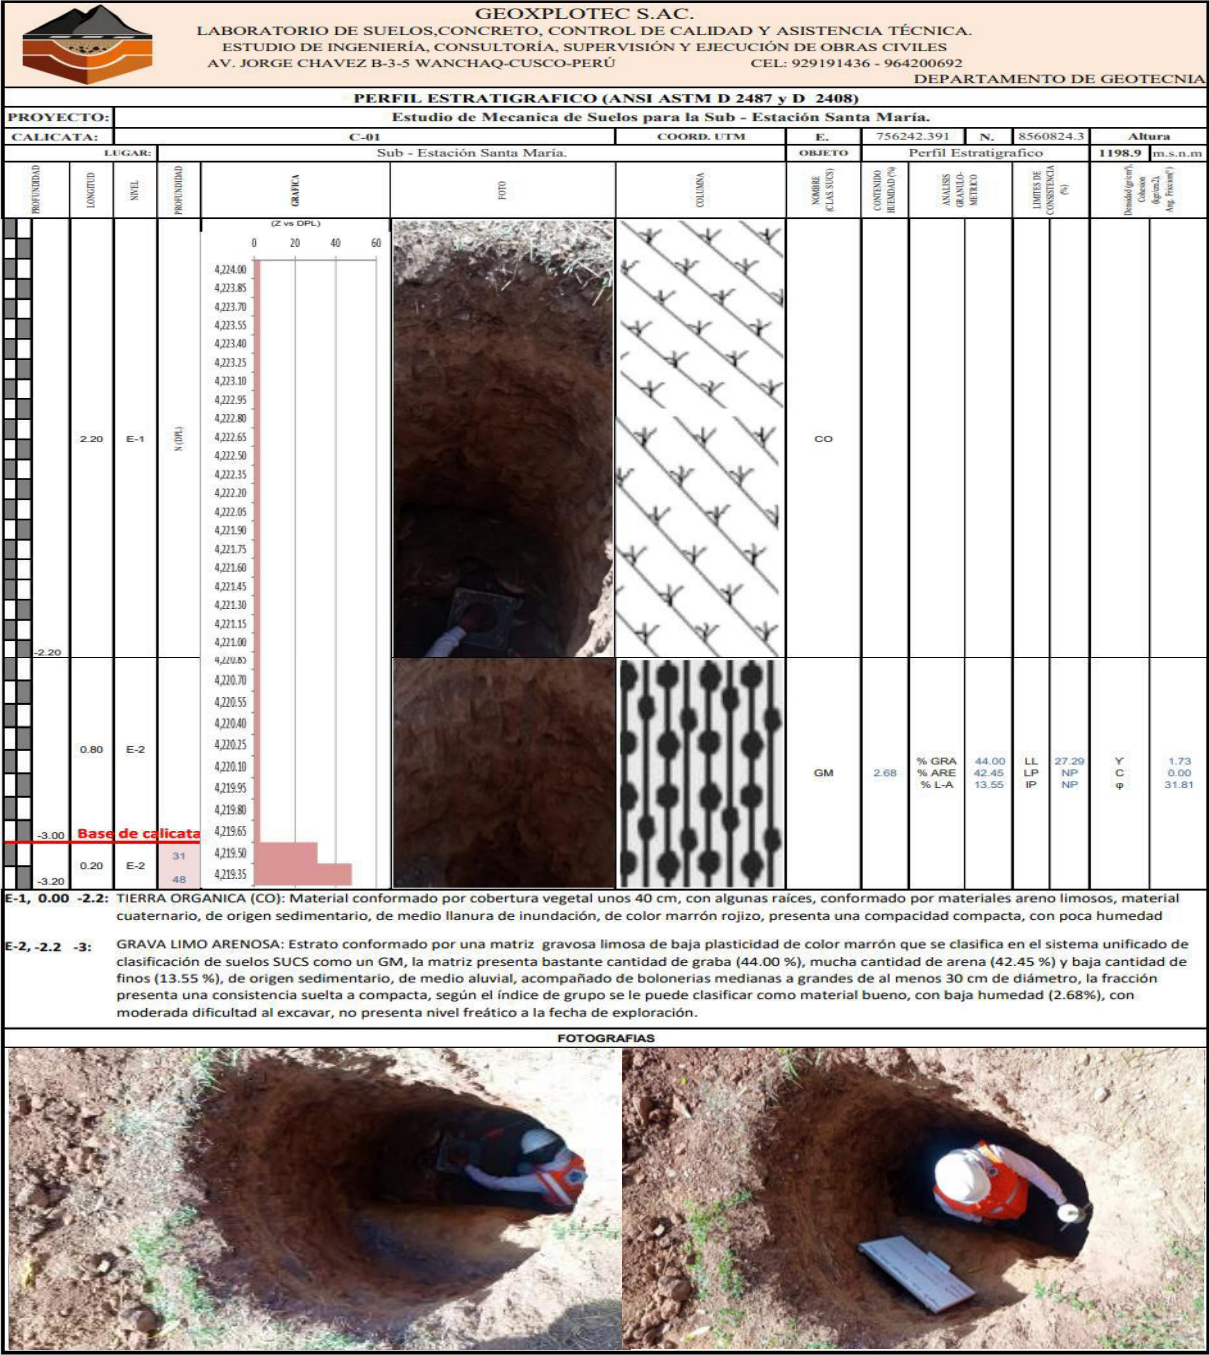 GEOXPLOTEC S.AC.
LABORATORIO DE SUELOS,CONCRETO, CONTROL DE CALIDAD Y ASISTENCIA TÉCNICA.
ESTUDIO DE INGENIERÍA, CONSULTORÍA, SUPERVISIÓN Y EJECUCIÓN DE OBRAS CIVILES
AV. JORGE CHAVEZ B-3-5 WANCHAQ-CUSCO-PERÚ CEL: 929191436 - 964200692
DEPARTAMENTO DE GEOTECNIA
PERFIL ESTRATIGRAFICO (ANSI ASTM D 2487 y D 2408)
PROYECTO: Estudio de Mecanica de Suelos para la Sub - Estación Santa María.
CALICATA: C-01 COORD. UTM E. 756242.391 N. 8560824.3 Altura
LUGAR: Sub - Estación Santa María. OBJETO Perfil Estratigrafico 1198.9 m.s.n.m
PROFUNDIDAD
LONGITUD
NIVEL
PROFUNDIDAD
GRAFICA
FOTO
COLUMNA
NOMBRE
(CLAS SUCS)
CONTENIDO
HUEMDAD (%)
ANALISIS
GRANULO-
METRICO
LIMITES DE
CONSISTENCIA
(%)
Densidad (gr/cm³),
Cohesion
(kgr/cm2),
Ang. Friccion(°)
(Z vs DPL)
0 20 40 60
4,224.00
4,223.85
4,223.70
4,223.55
4,223.40
4,223.25
4,223.10
4,222.95
4,222.80
4,222.65
4,222.50
4,222.35
4,222.20
4,222.05
4,221.90
4,221.75
4,221.60
4,221.45
4,221.30
4,221.15
4,221.00
4,220.85
4,220.70
4,220.55
4,220.40
4,220.25
4,220.10
4,219.95
4,219.80
4,219.65
4,219.50
4,219.35
2.20 E-1 N (DPL) CO
-2.20
0.80 E-2 GM 2.68
% GRA 44.00 LL 27.29 Y 1.73
% ARE 42.45 LP NP C 0.00
% L-A 13.55 IP NP φ 31.81
-3.00 Base de calicata
0.20 E-2 31
-3.20 48
E-1, 0.00 -2.2: TIERRA ORGANICA (CO): Material conformado por cobertura vegetal unos 40 cm, con algunas raíces, conformado por materiales areno limosos, material
cuaternario, de origen sedimentario, de medio llanura de inundación, de color marrón rojizo, presenta una compacidad compacta, con poca humedad
E-2, -2.2 -3: GRAVA LIMO ARENOSA: Estrato conformado por una matriz gravosa limosa de baja plasticidad de color marrón que se clasifica en el sistema unificado de
clasificación de suelos SUCS como un GM, la matriz presenta bastante cantidad de graba (44.00 %), mucha cantidad de arena (42.45 %) y baja cantidad de
finos (13.55 %), de origen sedimentario, de medio aluvial, acompañado de bolonerias medianas a grandes de al menos 30 cm de diámetro, la fracción
presenta una consistencia suelta a compacta, según el índice de grupo se le puede clasificar como material bueno, con baja humedad (2.68%), con
moderada dificultad al excavar, no presenta nivel freático a la fecha de exploración.
FOTOGRAFIAS